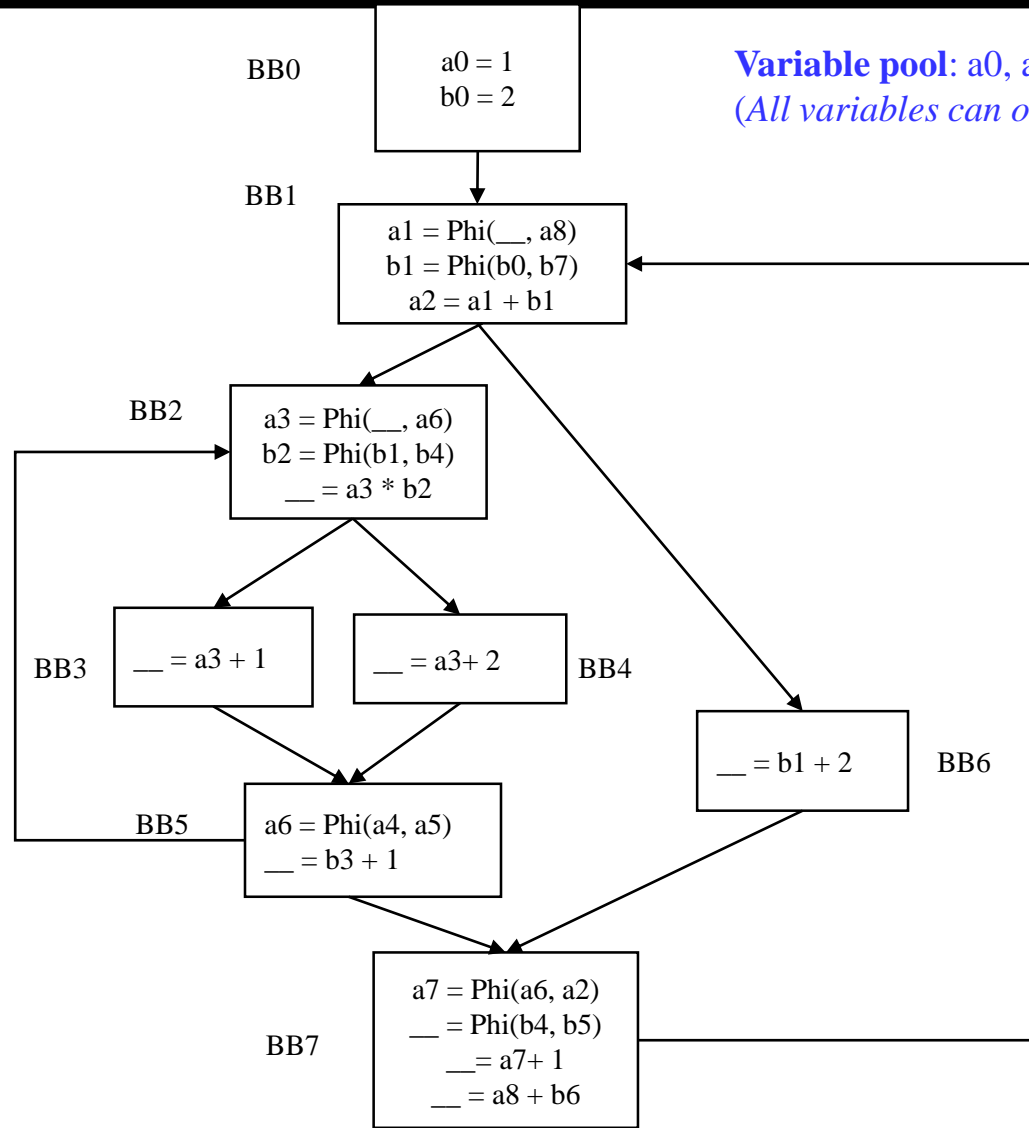 BB0
a0 = 1
b0 = 2
Variable pool: a0,
(All variables can
BB1
a1 = Phi(__, a8)
b1 = Phi(b0, b7)
a2 = a1 + b1
BB2
a3 = Phi(__, a6)
b2 = Phi(b1, b4)
__ = a3 * b2
BB3
__ = a3 + 1
__ = a3+ 2
BB4
__ = b1 + 2
BB6
BB5
a6 = Phi(a4, a5)
__ = b3 + 1
BB7
a7 = Phi(a6, a2)
__ = Phi(b4, b5)
__= a7+ 1
__ = a8 + b6